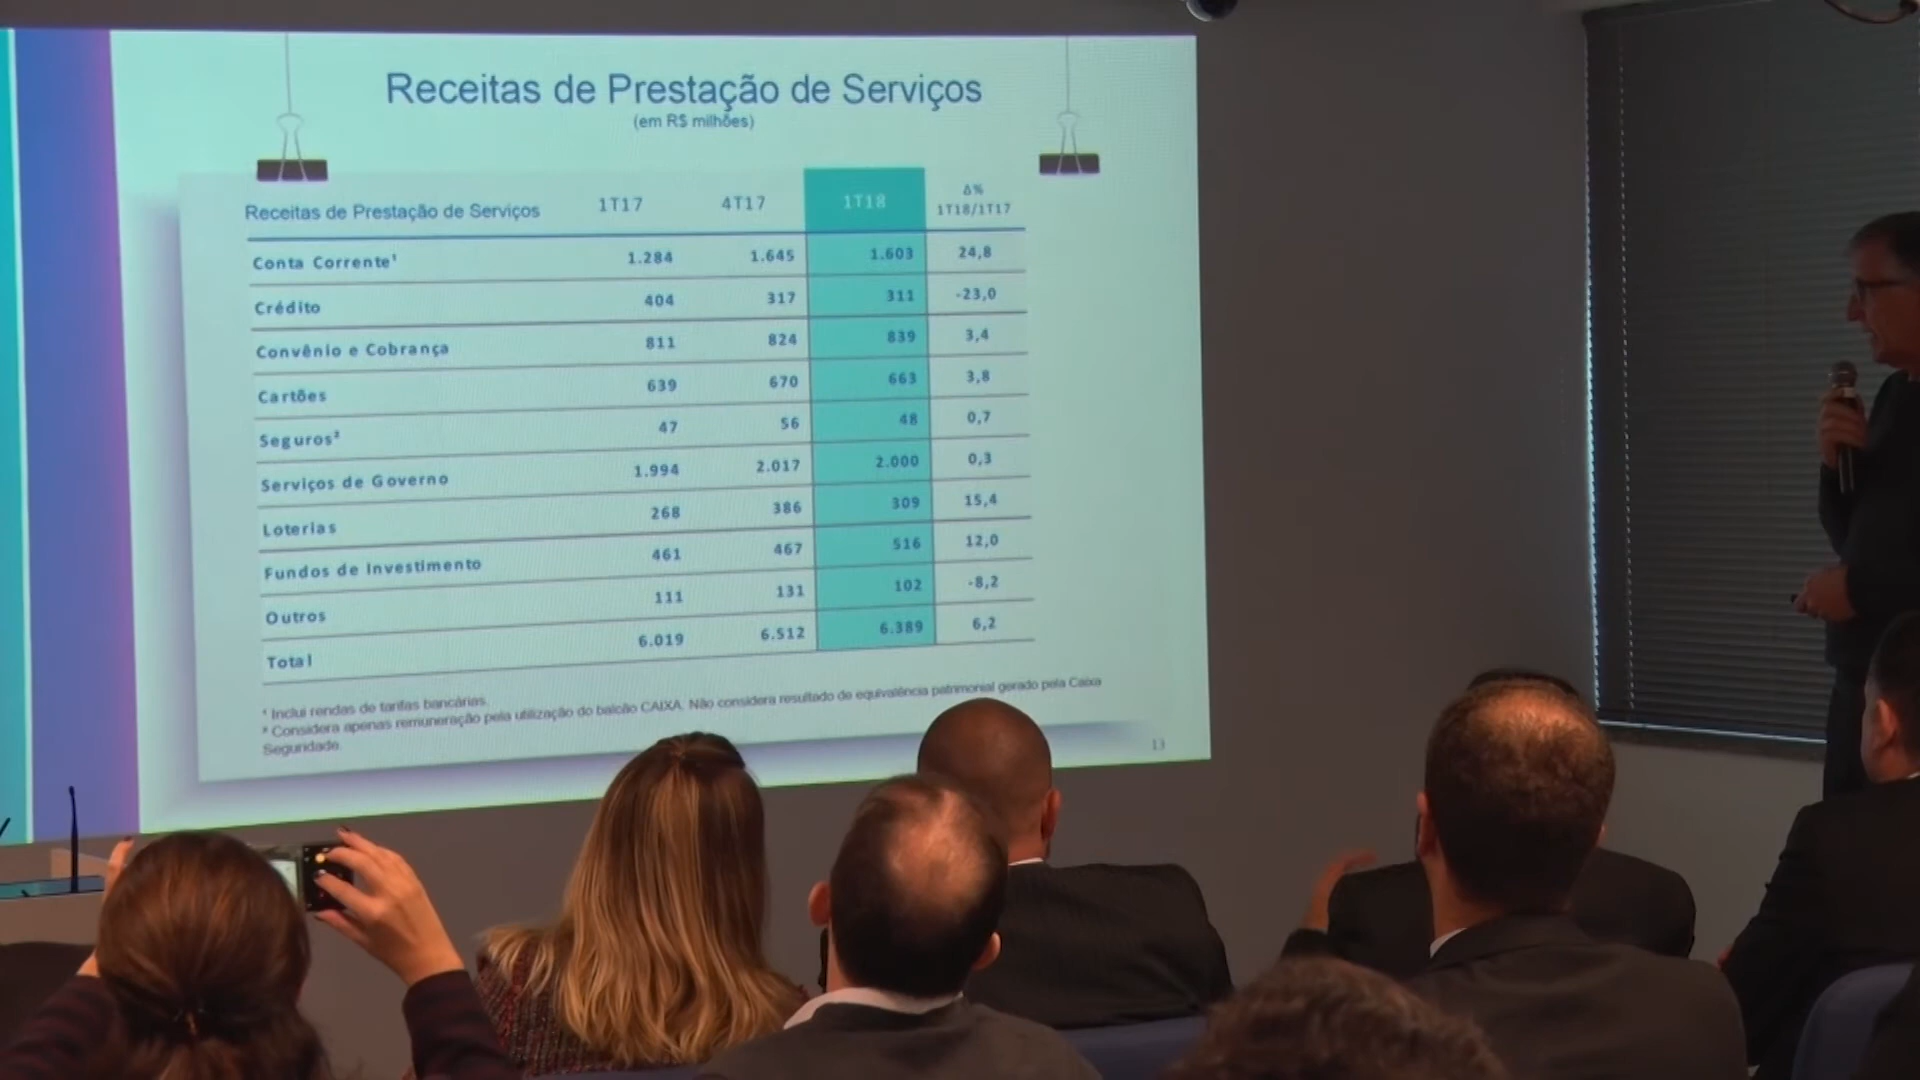 Receitas de Prestação de Serviços
(em R$ milhões)
Receitas de Prestação de Serviços 1T17 4T17 1T18 Δ% 1T18/1T17
Conta Corrente¹ 1.284 1.645 1.603 24,8
Crédito 404 317 311 -23,0
Convênio e Cobrança 811 824 839 3,4
Cartões 639 670 663 3,8
Seguros² 47 56 48 0,7
Serviços de Governo 1.994 2.017 2.000 0,3
Loterias 268 386 309 15,4
Fundos de Investimento 461 467 516 12,0
Outros 111 131 102 -8,2
Total 6.019 6.512 6.389 6,2
¹ Inclui rendas de tarifas bancárias.
² Considera apenas remuneração pela utilização do balcão CAIXA. Não considera resultado de equivalência patrimonial gerado pela Caixa
Seguridade.
13